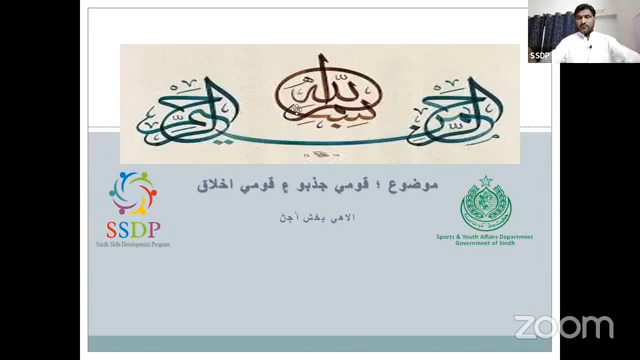 SSDP
بسم الله الرحمن الرحيم
موضوع ؛ قومي جذبو ۽ قومي اخلاق
الاهي بخش
SSDP
Sindh Skills Development Program
Sports & Youth Affairs Department
Government of Sindh
zoom